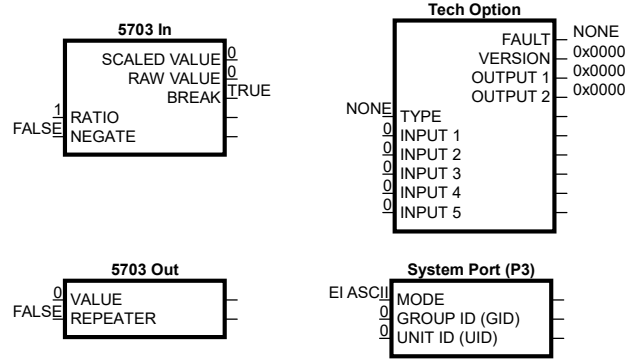 5703 In
SCALED VALUE 0
RAW VALUE 0
BREAK TRUE
1 RATIO
FALSE NEGATE
Tech Option
FAULT NONE
VERSION 0x0000
OUTPUT 1 0x0000
OUTPUT 2 0x0000
NONE TYPE
0 INPUT 1
0 INPUT 2
0 INPUT 3
0 INPUT 4
0 INPUT 5
5703 Out
0 VALUE
FALSE REPEATER
System Port (P3)
EI ASCII MODE
0 GROUP ID (GID)
0 UNIT ID (UID)